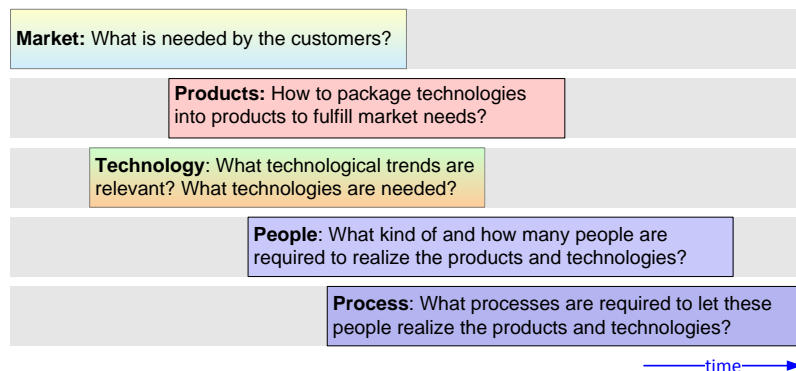 Market: What is needed by the customers?
Products: How to package technologies
into products to fulfill market needs?
Technology: What technological trends are
relevant? What technologies are needed?
People: What kind of and how many people are
required to realize the products and technologies?
Process: What processes are required to let these
people realize the products and technologies?
time